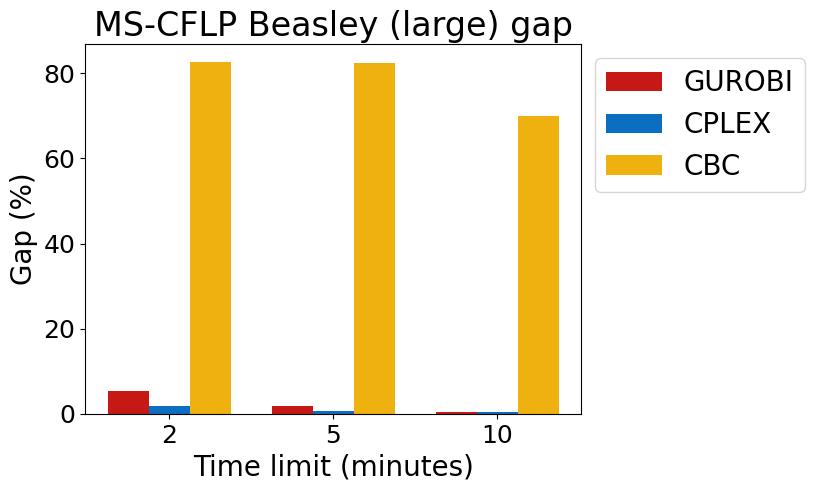 MS-CFLP Beasley (large) gap
GUROBI
CPLEX
CBC
Gap (%)
80
60
40
20
0
2
5
10
Time limit (minutes)